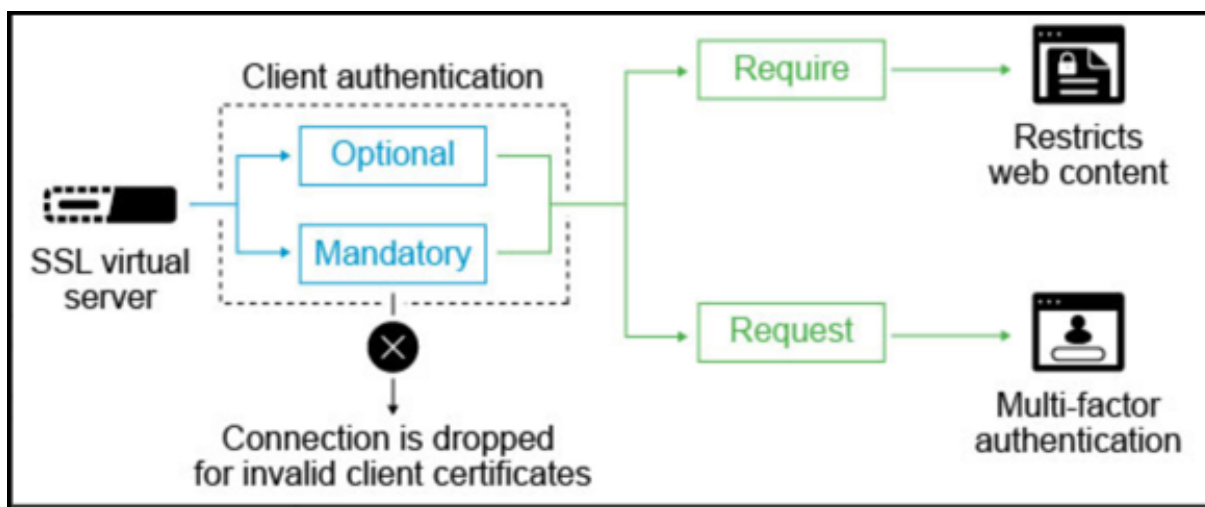 Client authentication
Optional
Mandatory
SSL virtual
server
Connection is dropped
for invalid client certificates
Require
Restricts
web content
Request
Multi-factor
authentication